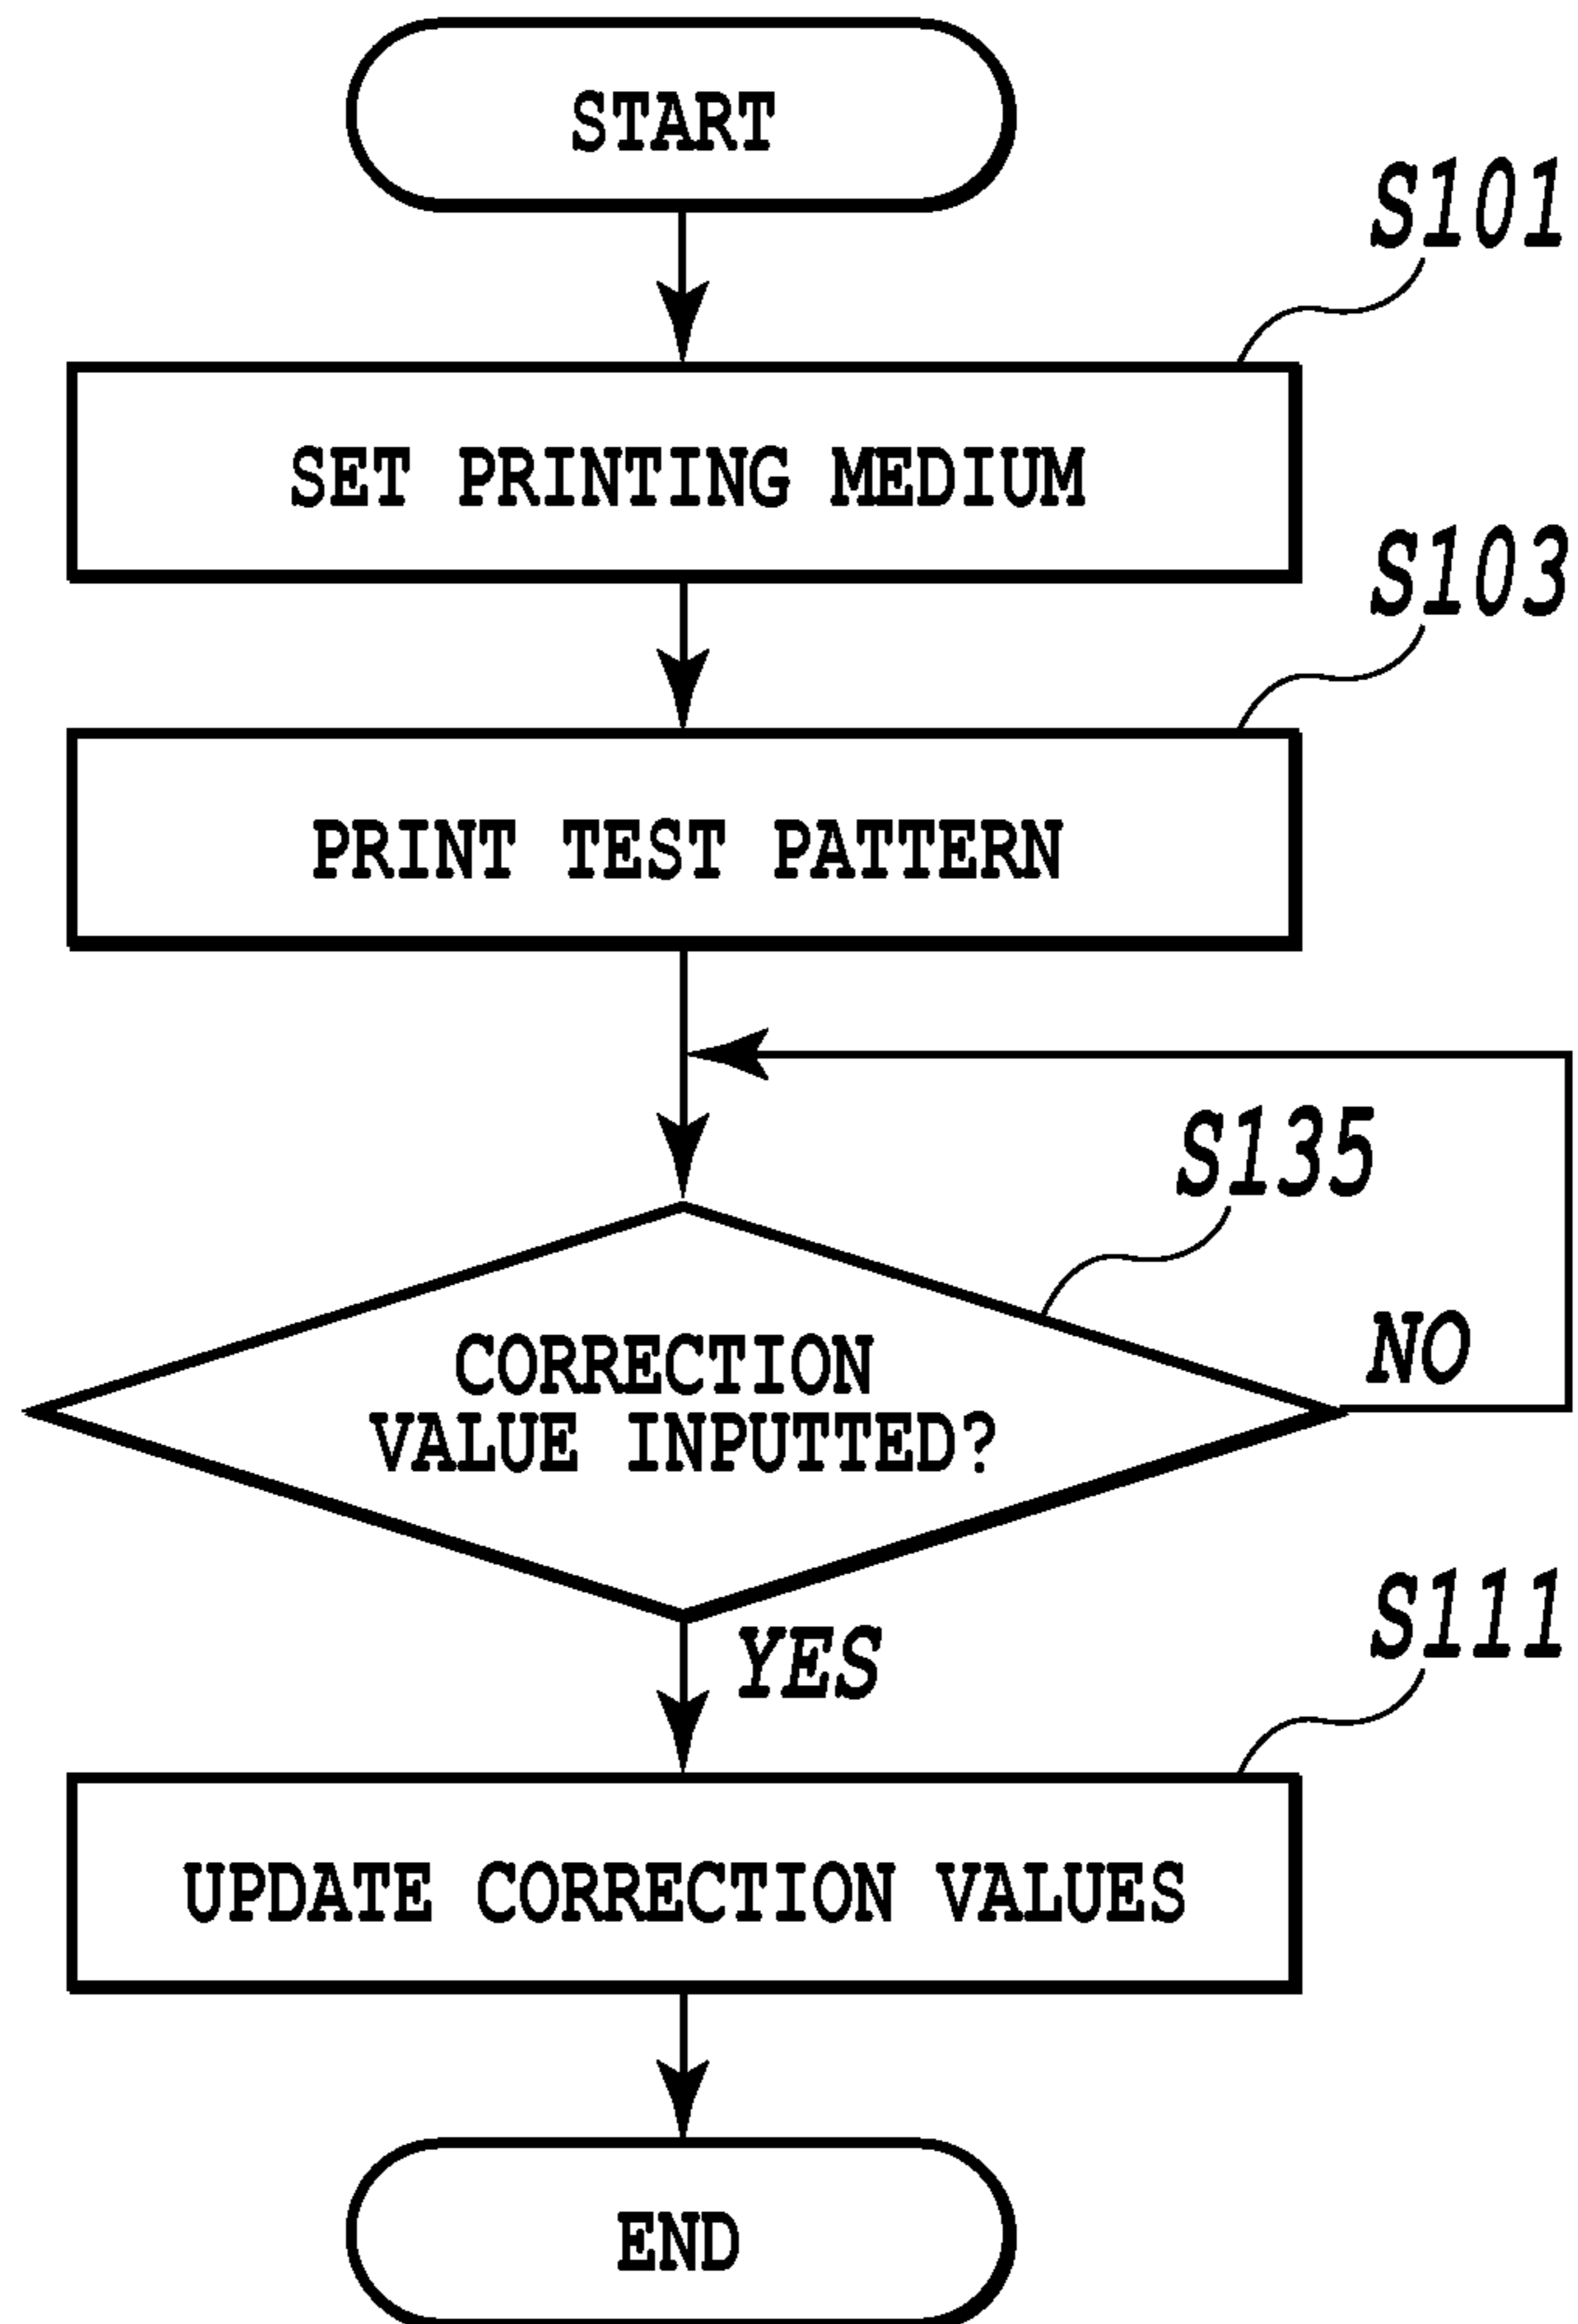 START
S101
SET PRINTING MEDIUM
S103
PRINT TEST PATTERN
S135
NO
CORRECTION
VALUE INPUTTED?
YES
S111
UPDATE CORRECTION VALUES
END